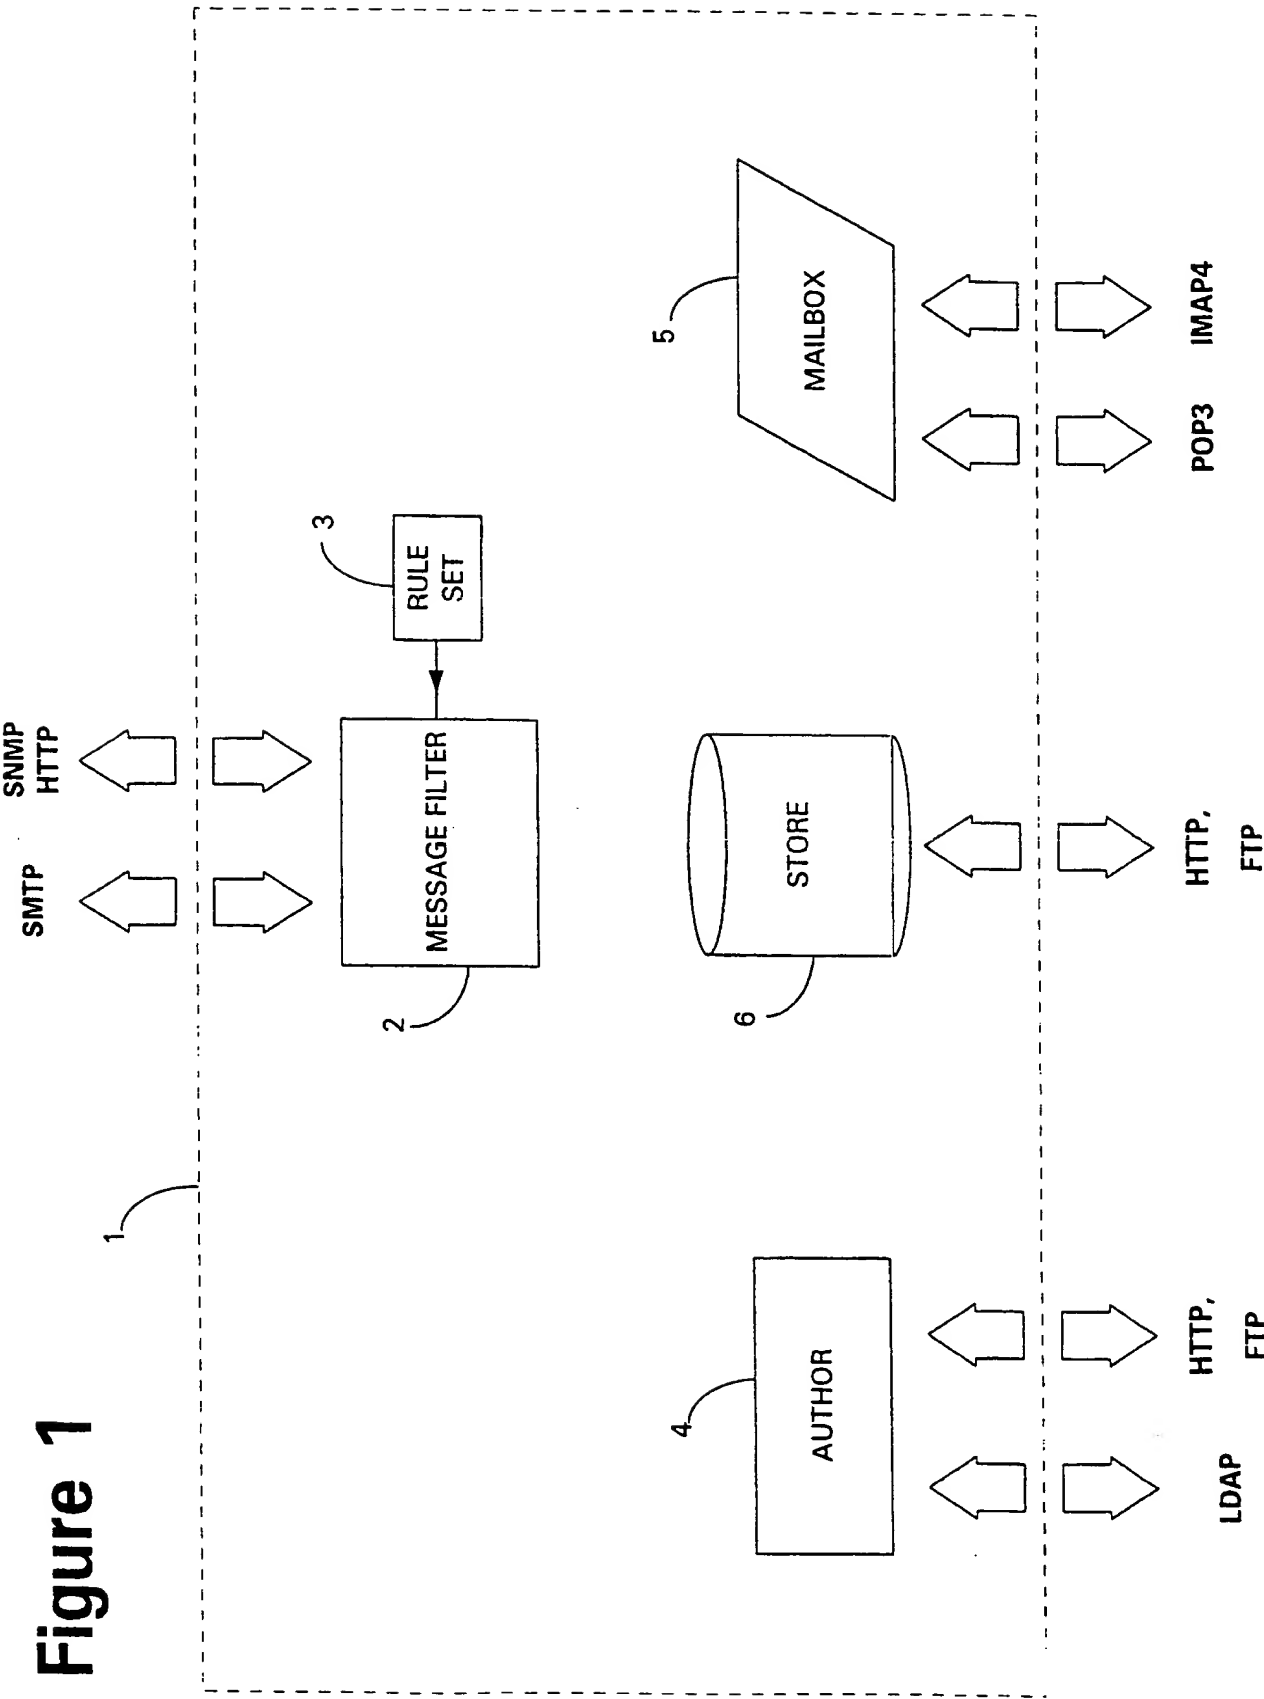 Figure 1
SMTP
SNMP
HTTP
1
2
MESSAGE FILTER
3
RULE
SET
4
AUTHOR
6
STORE
5
MAILBOX
LDAP
HTTP,
FTP
HTTP,
FTP
POP3
IMAP4